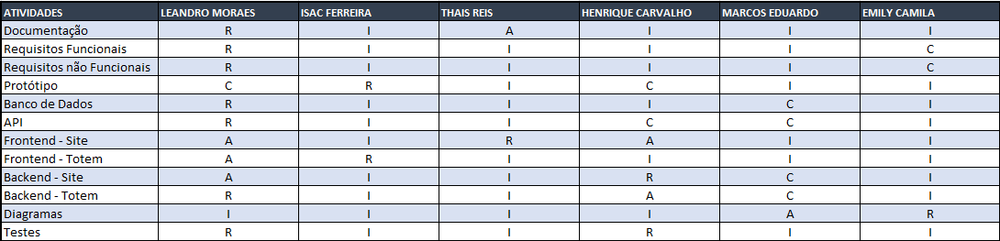 ATIVIDADES LEANDRO MORAES ISAC FERREIRA THAIS REIS HENRIQUE CARVALHO MARCOS EDUARDO EMILY CAMILA
Documentação R I A I I I
Requisitos Funcionais R I I I I C
Requisitos não Funcionais R I I I I C
Protótipo C R I C I I
Banco de Dados R I I I C I
API R I I C C I
Frontend - Site A I R A I I
Frontend - Totem A R I I I I
Backend - Site A I I R C I
Backend - Totem R I I A C I
Diagramas I I I I A R
Testes R I I R I I